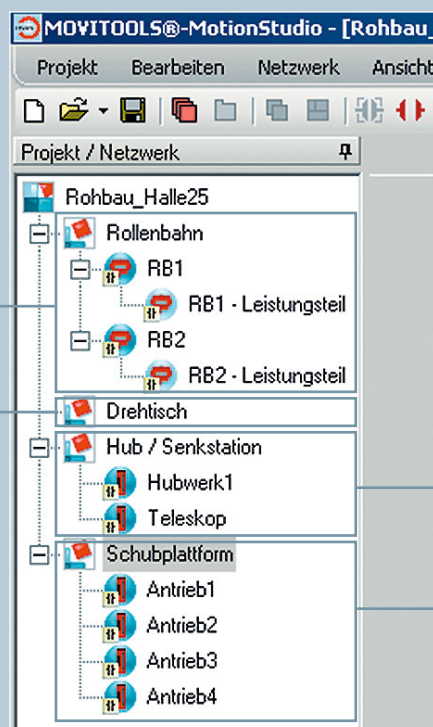 MOVITOOLS®-MotionStudio - [Rohbau_
Projekt Bearbeiten Netzwerk Ansicht
Projekt / Netzwerk
Rohbau_Halle25
Rollenbahn
RB1
RB1 - Leistungsteil
RB2
RB2 - Leistungsteil
Drehtisch
Hub / Senkstation
Hubwerk1
Teleskop
Schubplattform
Antrieb1
Antrieb2
Antrieb3
Antrieb4